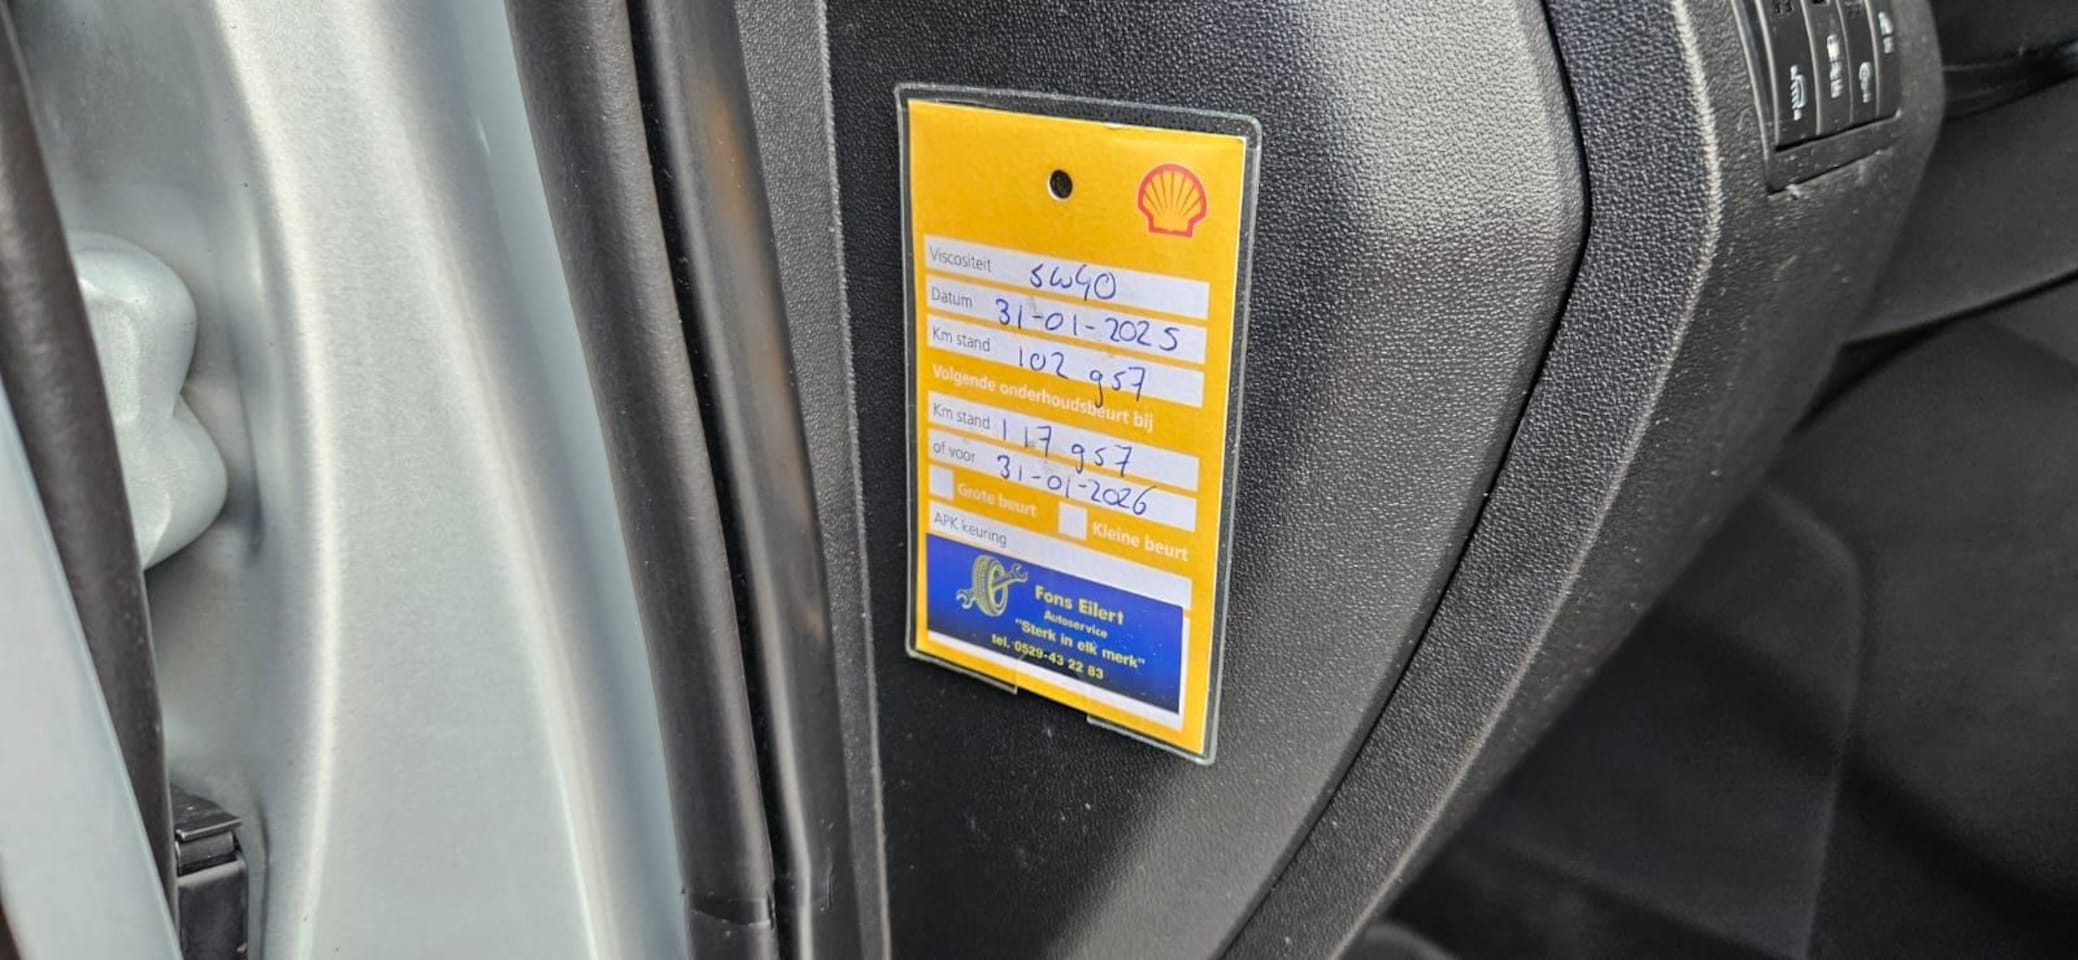 Viscositeit 5W40
Datum 31-01-2025
Km stand 102 957
Volgende onderhoudsbeurt bij
Km stand 117 957
of voor 31-01-2026
Grote beurt Kleine beurt
APK keuring
Fons Eilert
Autoservice
"Sterk in elk merk"
tel. 0529-43 22 83